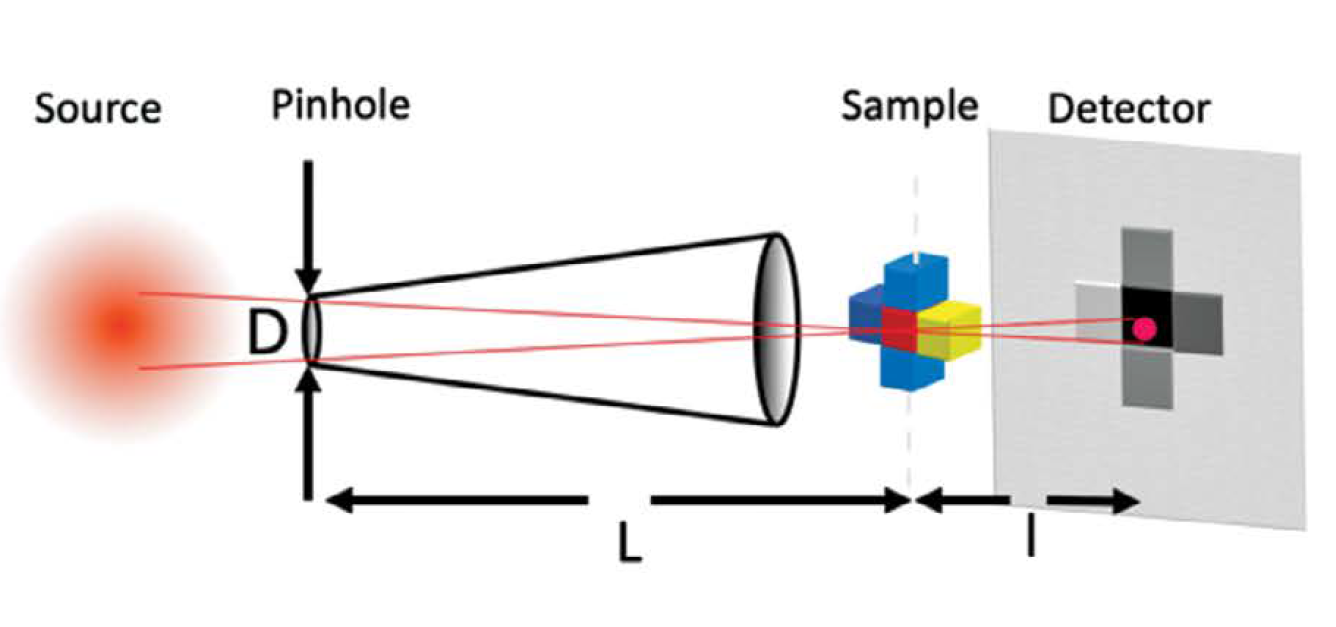 Source
Pinhole
Sample
Detector
D
L
l